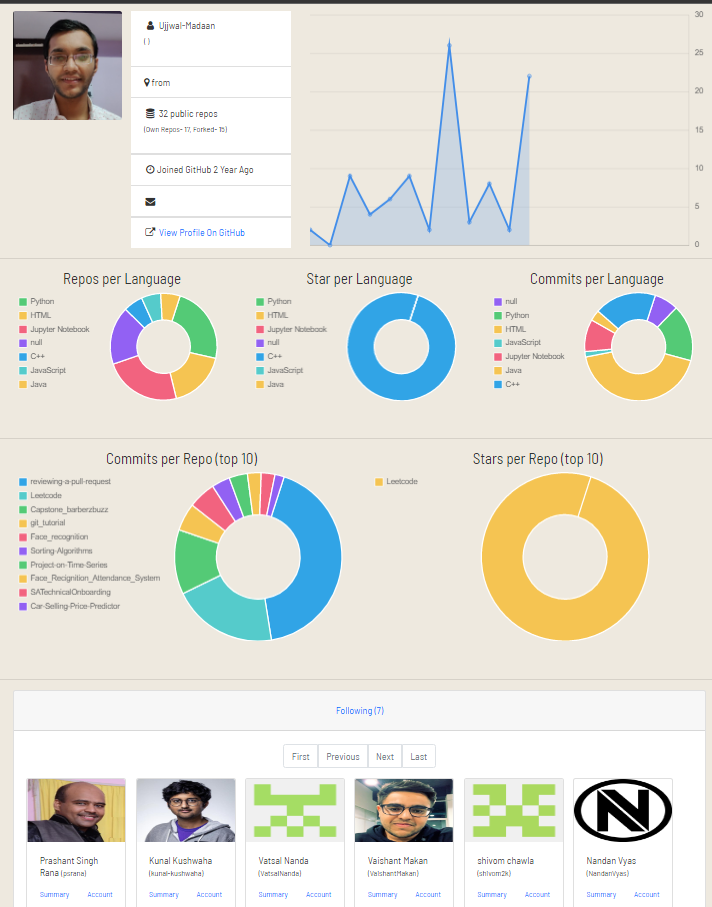 Ujjwal-Madaan
( )
from
32 public repos
(Own Repos- 17, Forked- 15)
Joined GitHub 2 Year Ago
View Profile On GitHub
30
25
20
15
10
5
0
Repos per Language
Python
HTML
Jupyter Notebook
null
C++
JavaScript
Java
Star per Language
Python
HTML
Jupyter Notebook
null
C++
JavaScript
Java
Commits per Language
null
Python
HTML
JavaScript
Jupyter Notebook
Java
C++
Commits per Repo (top 10)
reviewing-a-pull-request
Leetcode
Capstone_barberzbuzz
git_tutorial
Face_recognition
Sorting-Algorithms
Project-on-Time-Series
Face_Recignition_Attendance_System
SATechnicalOnboarding
Car-Selling-Price-Predictor
Stars per Repo (top 10)
Leetcode
Following (7)
First Previous Next Last
Prashant Singh
Rana (psrana)
Summary Account
Kunal Kushwaha
(kunal-kushwaha)
Summary Account
Vatsal Nanda
(VatsalNanda)
Summary Account
Vaishant Makan
(VaishantMakan)
Summary Account
shivom chawla
(shivom2k)
Summary Account
N
Nandan Vyas
(NandanVyas)
Summary Account